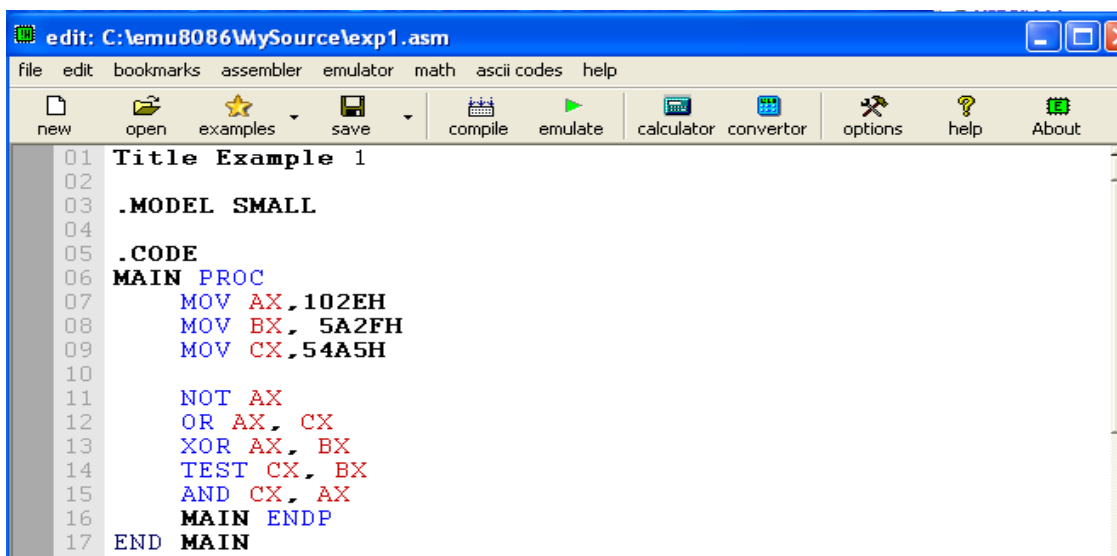 edit: C:\emu8086\MySource\exp1.asm
file edit bookmarks assembler emulator math ascii codes help
new open examples save compile emulate calculator convertor options help About
01 Title Example 1
02
03 .MODEL SMALL
04
05 .CODE
06 MAIN PROC
07 MOV AX,102EH
08 MOV BX, 5A2FH
09 MOV CX,54A5H
10
11 NOT AX
12 OR AX, CX
13 XOR AX, BX
14 TEST CX, BX
15 AND CX, AX
16 MAIN ENDP
17 END MAIN